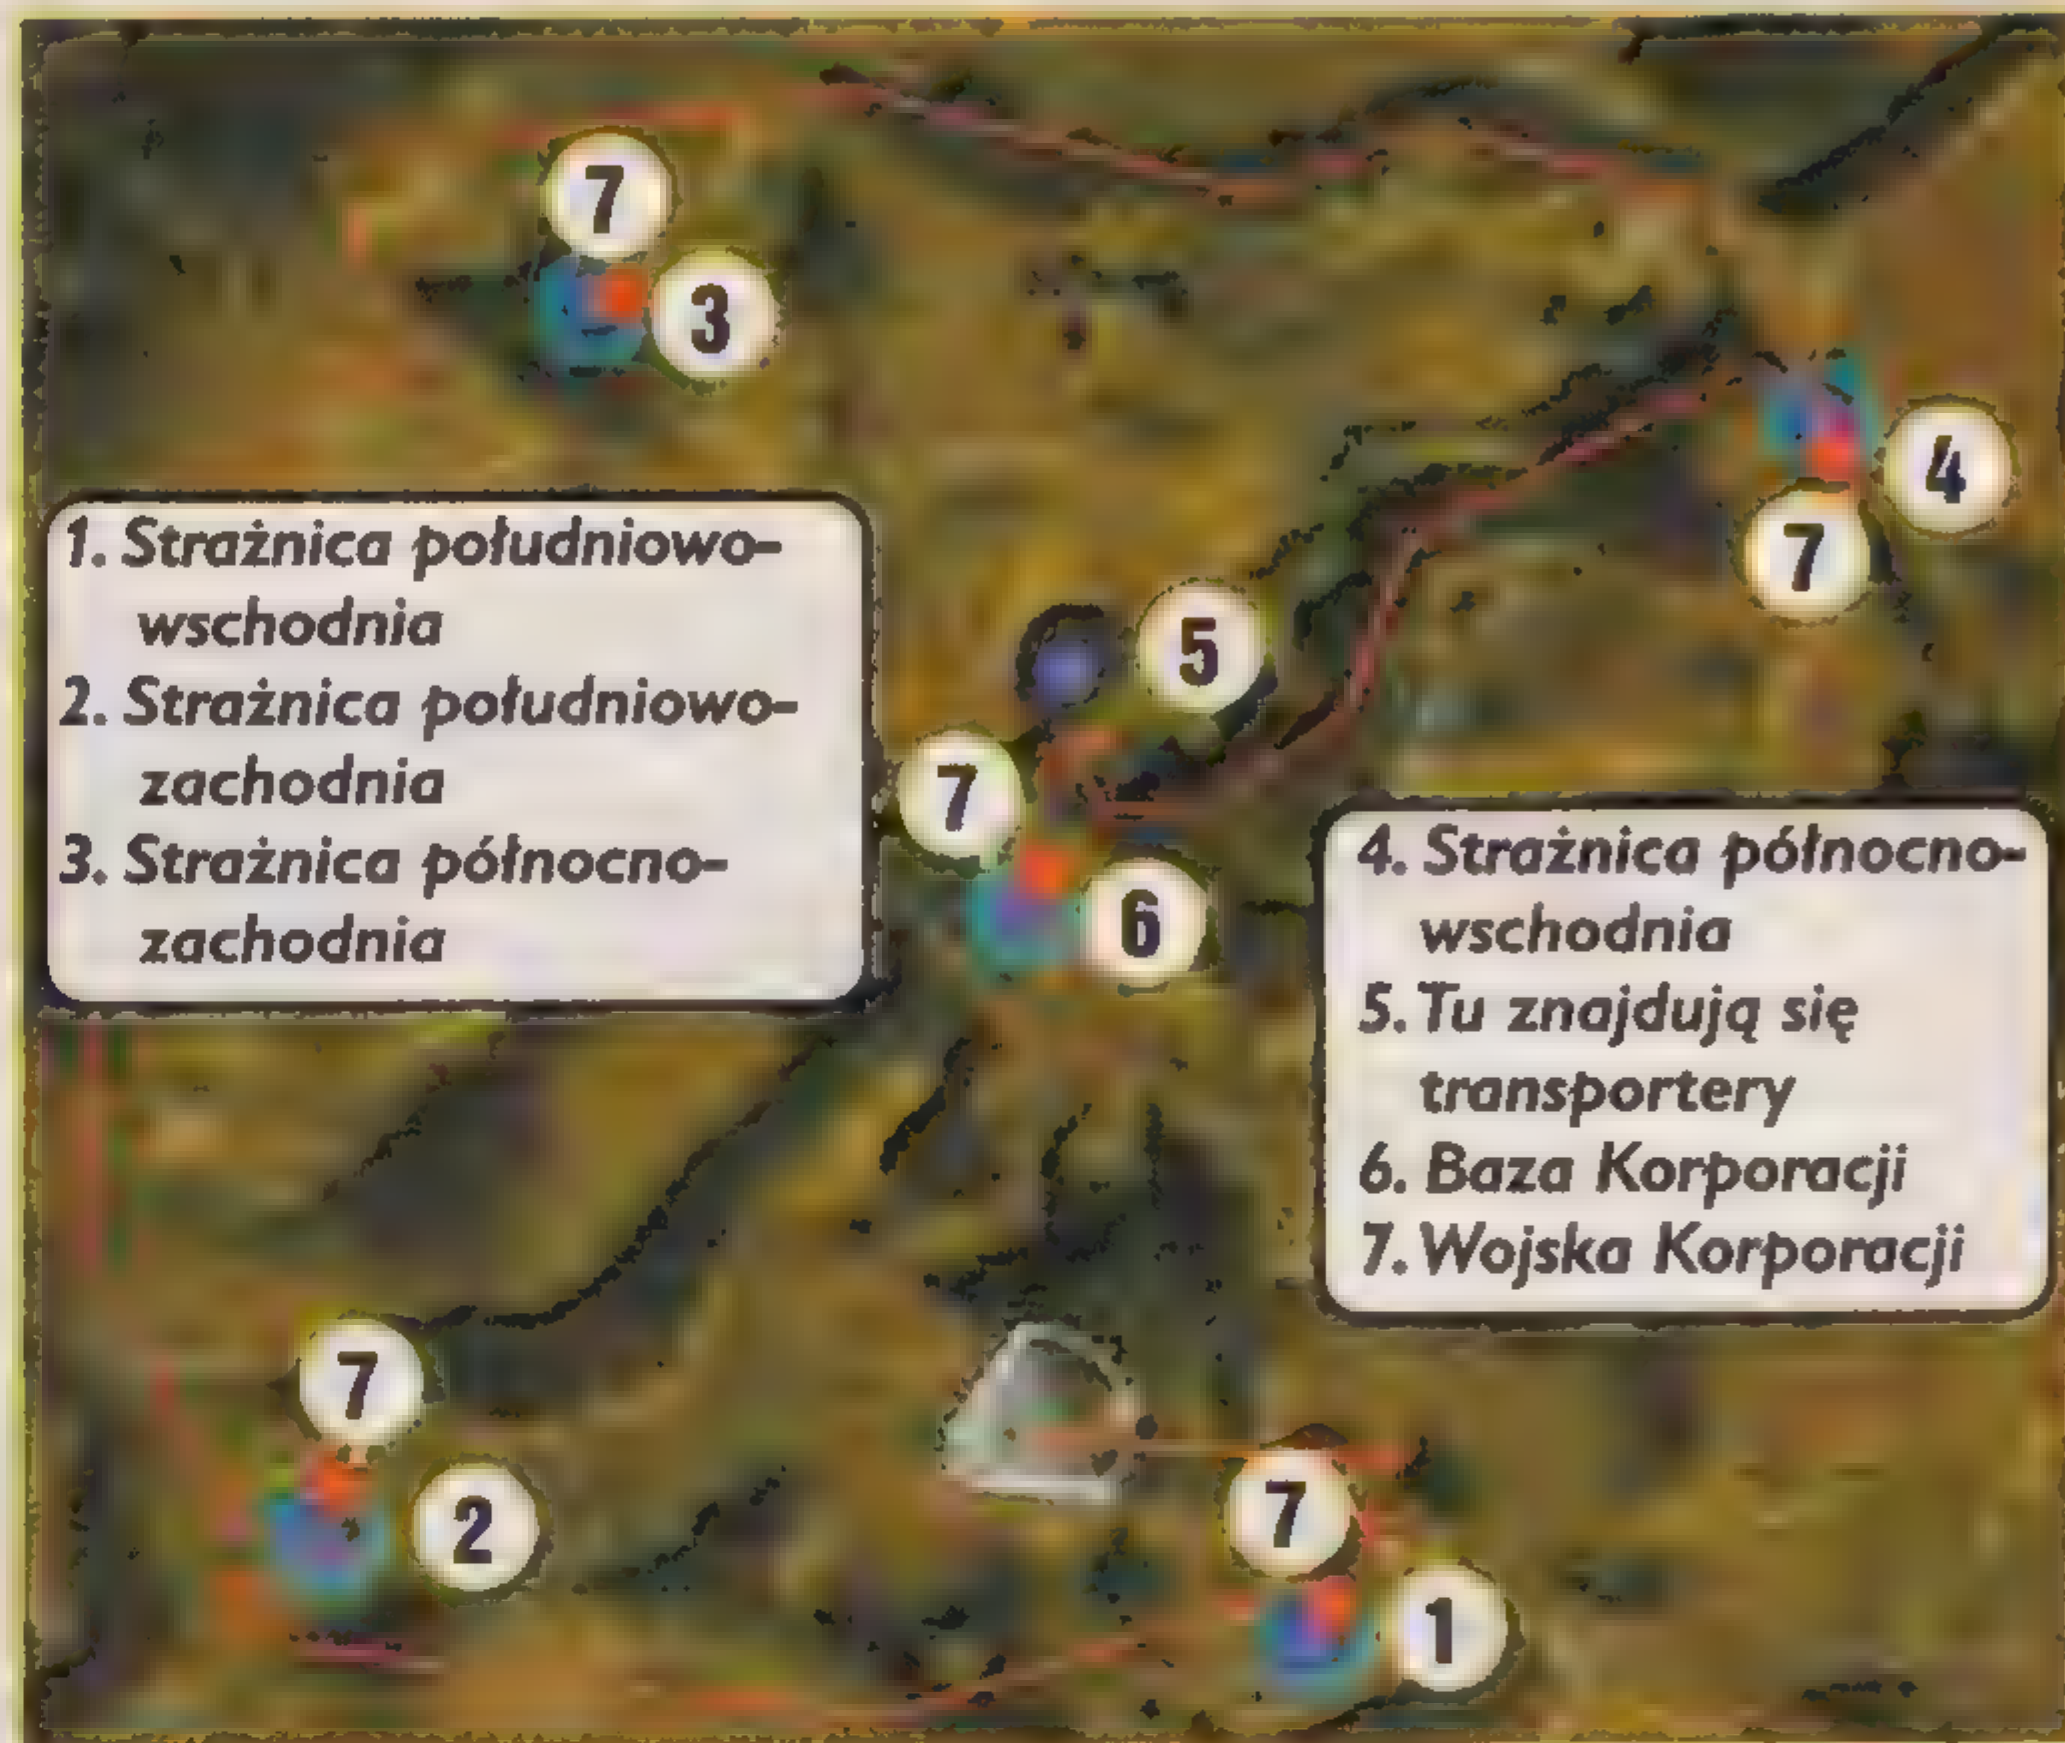 7
3
4
7
1. Strażnica południowo-
wschodnia
2. Strażnica południowo-
zachodnia
3. Strażnica północno-
zachodnia
5
7
6
4. Strażnica północno-
wschodnia
5. Tu znajdują się
transportery
6. Baza Korporacji
7. Wojska Korporacji
7
2
7
1